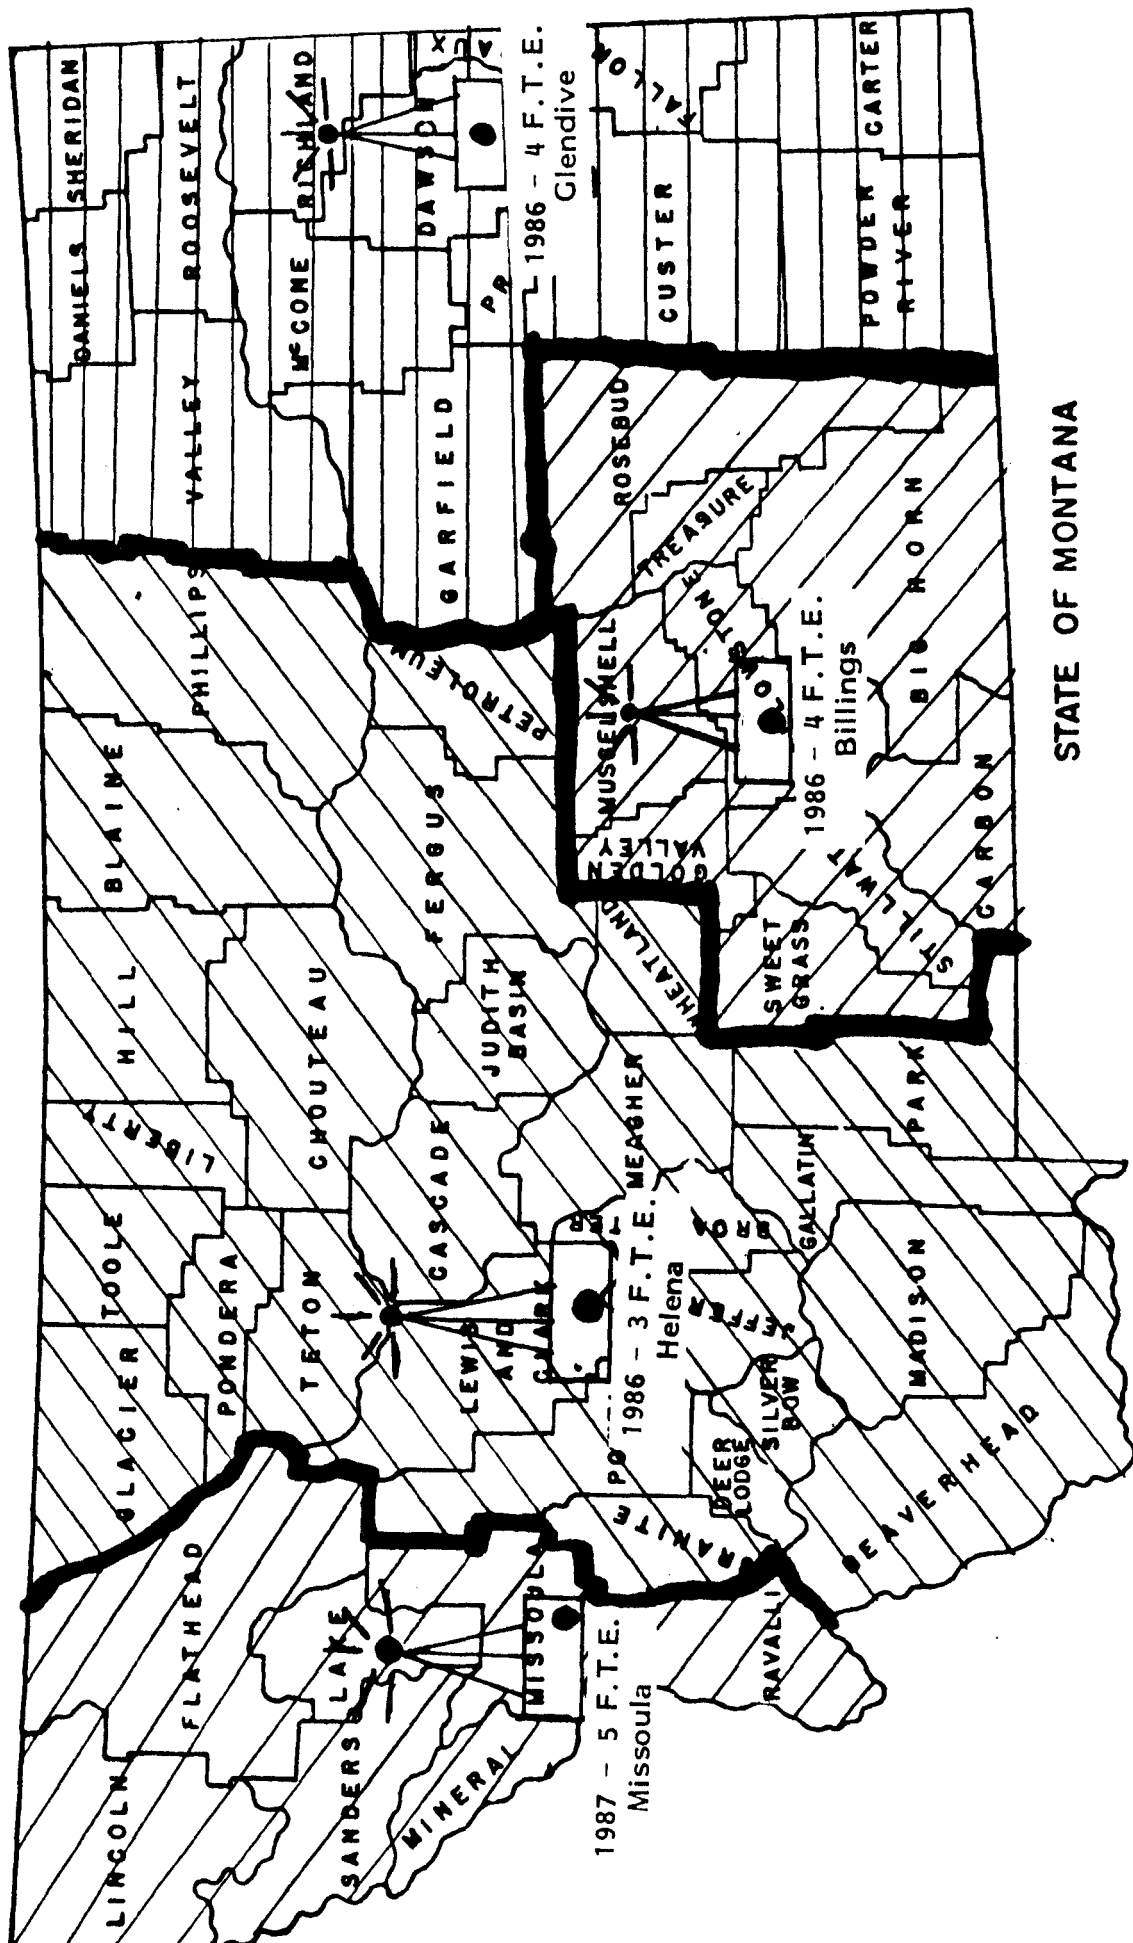 LINCOLN
FLATHEAD
GLACIER
TOOLE
LIBERTY
HILL
BLAINE
PHILLIPS
VALLEY
DANIELS
SHERIDAN
ROOSEVELT
PONDERA
TETON
CHOUTEAU
SANDERS
LAKE
McCONE
RICHLAND
DAWSON
GARFIELD
MINERAL
MISSOULA
LEWIS
AND
CLARK
CASCADE
JUDITH
BASIN
FERGUS
PETROLEUM
PR
1987 - 5 F.T.E.
Missoula
PO
1986 - 3 F.T.E.
Helena
MEAGHER
WHEATLAND
GOLDEN
VALLEY
MUSSELSHELL
ROSEBUD
TREASURE
1986 - 4 F.T.E.
Glendive
CUSTER
RAVALLI
GRANITE
DEER
LODGE
SILVER
BOW
GALLATIN
PARK
SWEET
GRASS
STILLWAT
1986 - 4 F.T.E.
Billings
BIG HORN
CARBON
POWDER
RIVER
CARTER
BEAVERHEAD
MADISON
STATE OF MONTANA